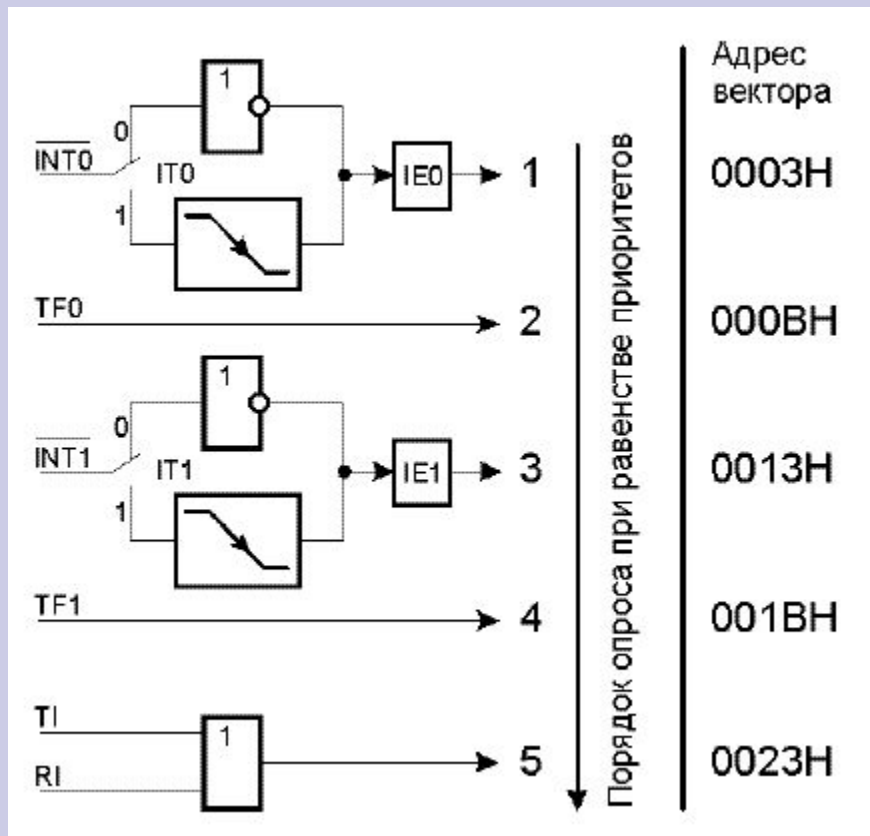 Адрес
вектора
1
0
INT0
IT0
IE0
1
0003H
1
TF0
2
000BH
1
0
INT1
IT1
IE1
3
0013H
1
TF1
4
001BH
TI
1
5
0023H
RI
Порядок опроса при равенстве приоритетов